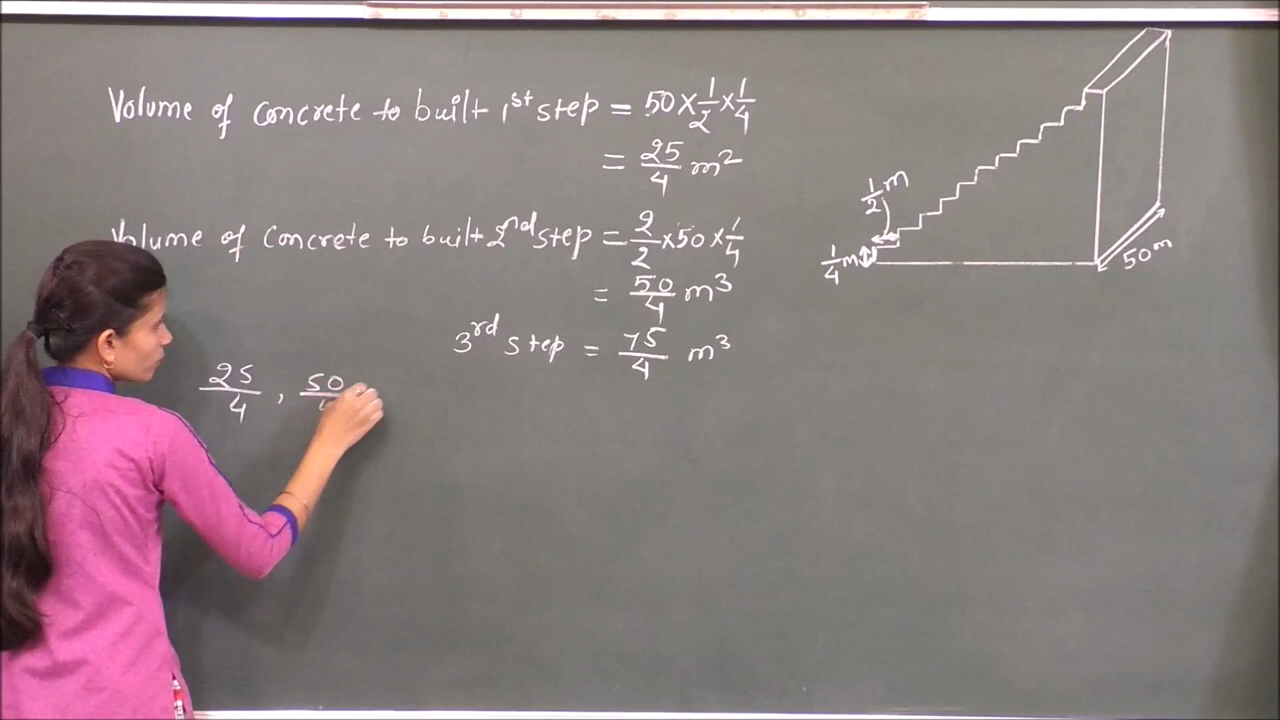 Volume of concrete to built 1st step = 50 × 1/2 × 1/4
= 25/4 m²
Volume of concrete to built 2nd step = 2/2 × 50 × 1/4
= 50/4 m³
3rd step = 75/4 m³
25/4 , 50
1/2 m
1/4 m
50 m